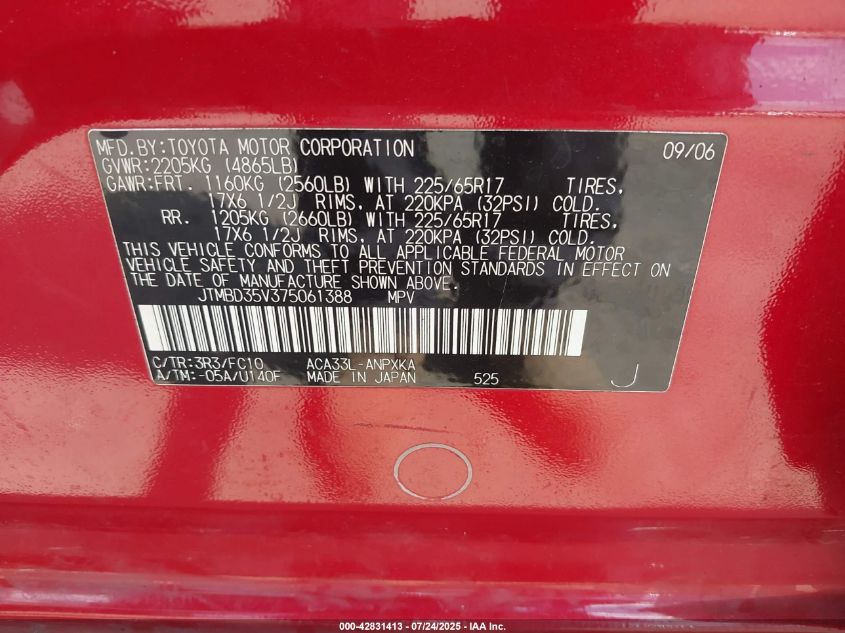 MFD.BY:TOYOTA MOTOR CORPORATION 09/06
GVWR:2205KG (4865LB)
GAWR:FRT. 1160KG (2560LB) WITH 225/65R17 TIRES,
17X6 1/2J RIMS, AT 220KPA (32PSI) COLD.
RR. 1205KG (2660LB) WITH 225/65R17 TIRES,
17X6 1/2J RIMS, AT 220KPA (32PSI) COLD.
THIS VEHICLE CONFORMS TO ALL APPLICABLE FEDERAL MOTOR
VEHICLE SAFETY AND THEFT PREVENTION STANDARDS IN EFFECT ON
THE DATE OF MANUFACTURE SHOWN ABOVE.
JTMBD35V375061388 MPV
C/TR:3R3/FC10 ACA33L-ANPXKA
A/TM:-05A/U140F MADE IN JAPAN 525 J
000-42831413 - 07/24/2025 - IAA Inc.